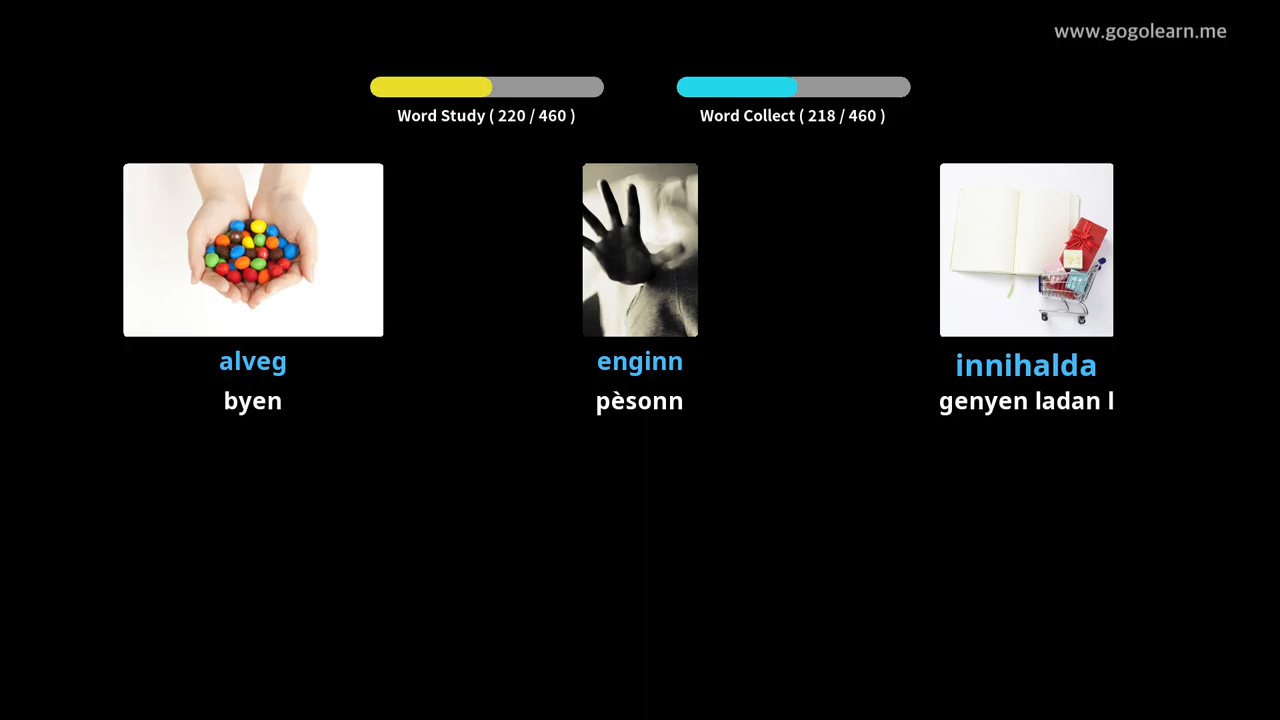 www.gogolearn.me
Word Study ( 220 / 460 )
Word Collect ( 218 / 460 )
alveg
enginn
innihalda
byen
pèsonn
genyen ladan l